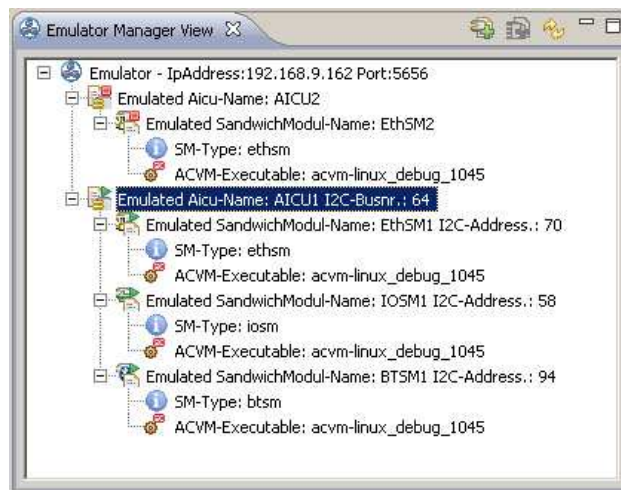 Emulator Manager View
Emulator - IpAddress:192.168.9.162 Port:5656
Emulated Aicu-Name: AICU2
Emulated SandwichModul-Name: EthSM2
SM-Type: ethsm
ACVM-Executable: acvm-linux_debug_1045
Emulated Aicu-Name: AICU1 I2C-Busnr.: 64
Emulated SandwichModul-Name: EthSM1 I2C-Address.: 70
SM-Type: ethsm
ACVM-Executable: acvm-linux_debug_1045
Emulated SandwichModul-Name: IOSM1 I2C-Address.: 58
SM-Type: iosm
ACVM-Executable: acvm-linux_debug_1045
Emulated SandwichModul-Name: BTSM1 I2C-Address.: 94
SM-Type: btsm
ACVM-Executable: acvm-linux_debug_1045